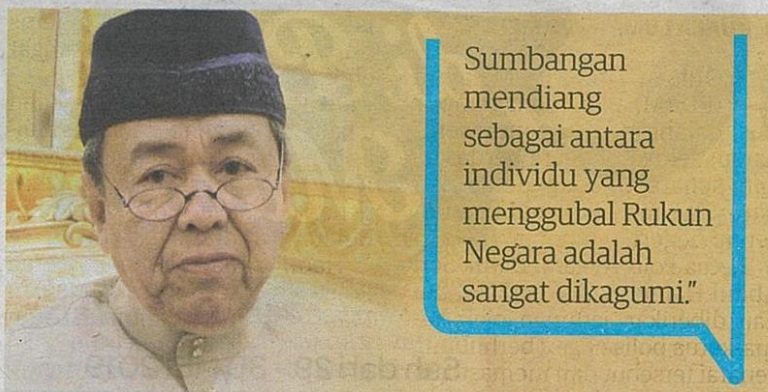 Sumbangan
mendiang
sebagai antara
individu yang
menggubal Rukun
Negara adalah
sangat dikagumi.”